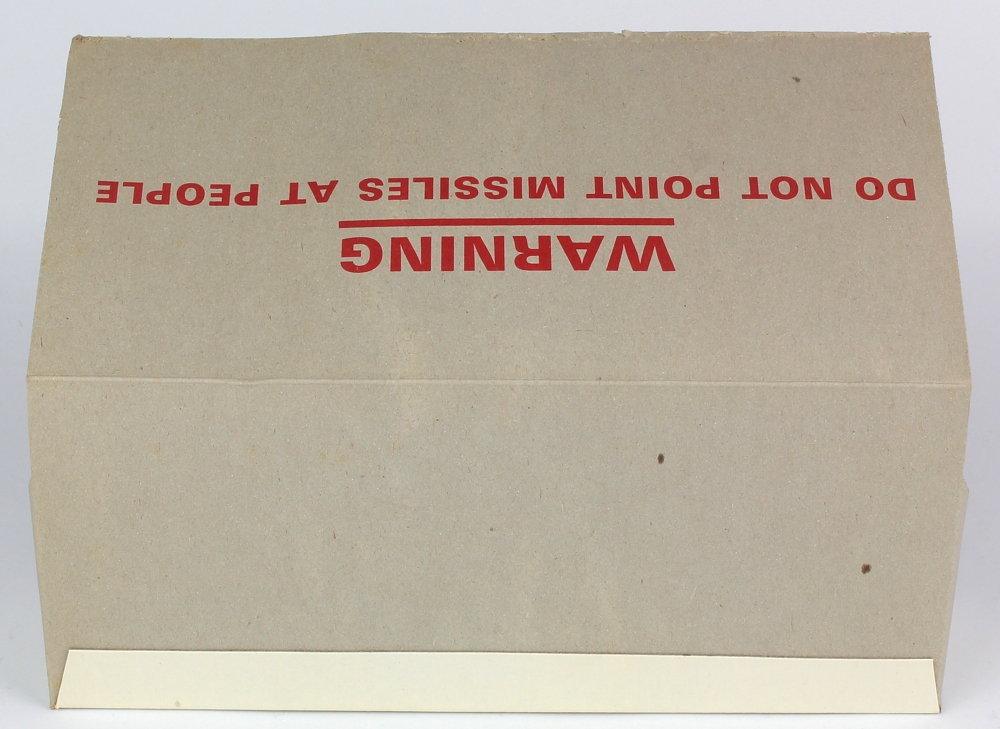 WARNING
DO NOT POINT MISSILES AT PEOPLE